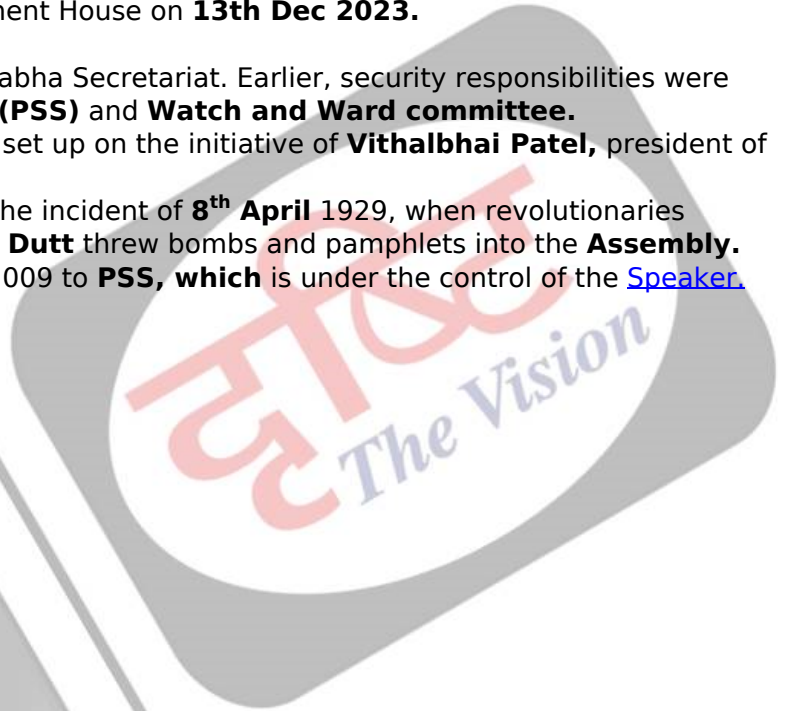 nent House on 13th Dec 2023.
abha Secretariat. Earlier, security responsibilities were
(PSS) and Watch and Ward committee.
set up on the initiative of Vithalbhai Patel, president of
he incident of 8th April 1929, when revolutionaries
Dutt threw bombs and pamphlets into the Assembly.
009 to PSS, which is under the control of the Speaker.
दृष्टि
The Vision